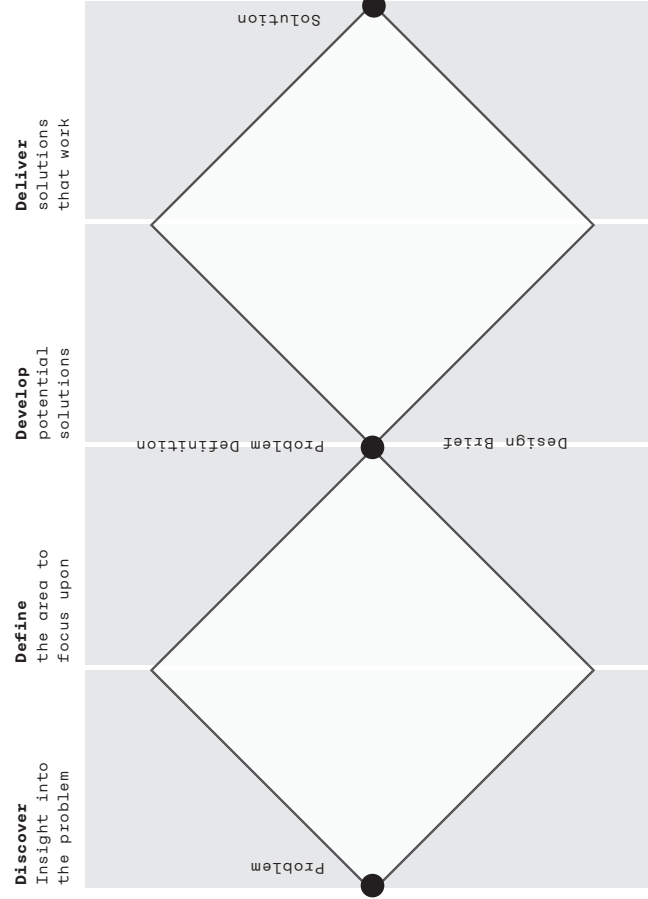 Discover
Insight into
the problem
Define
the area to
focus upon
Develop
potential
solutions
Deliver
solutions
that work
Problem
Problem Definition
Design Brief
Solution